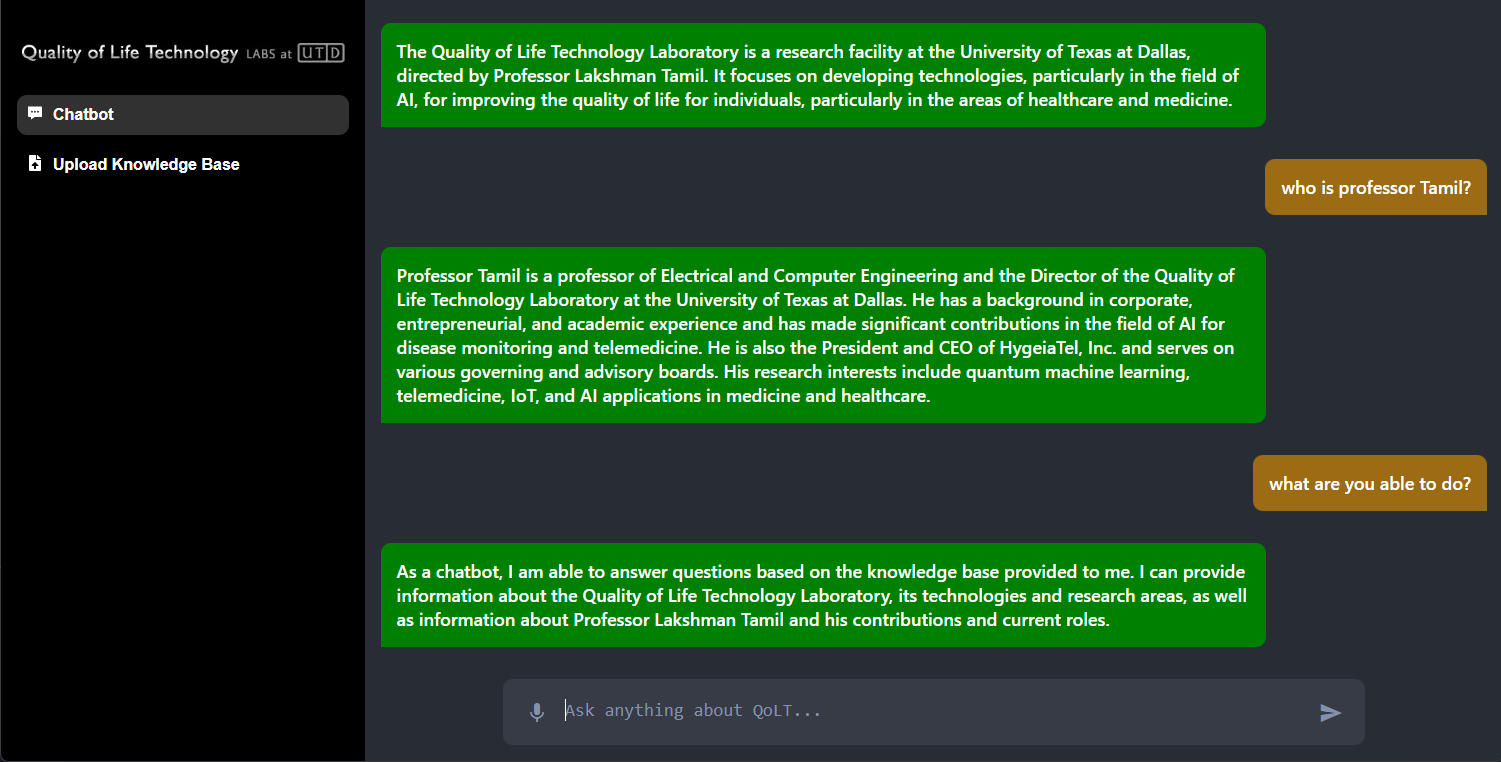 Quality of Life Technology LABS at UTD
Chatbot
Upload Knowledge Base
The Quality of Life Technology Laboratory is a research facility at the University of Texas at Dallas,
directed by Professor Lakshman Tamil. It focuses on developing technologies, particularly in the field of
AI, for improving the quality of life for individuals, particularly in the areas of healthcare and medicine.
who is professor Tamil?
Professor Tamil is a professor of Electrical and Computer Engineering and the Director of the Quality of
Life Technology Laboratory at the University of Texas at Dallas. He has a background in corporate,
entrepreneurial, and academic experience and has made significant contributions in the field of AI for
disease monitoring and telemedicine. He is also the President and CEO of HygeiaTel, Inc. and serves on
various governing and advisory boards. His research interests include quantum machine learning,
telemedicine, IoT, and AI applications in medicine and healthcare.
what are you able to do?
As a chatbot, I am able to answer questions based on the knowledge base provided to me. I can provide
information about the Quality of Life Technology Laboratory, its technologies and research areas, as well
as information about Professor Lakshman Tamil and his contributions and current roles.
Ask anything about QoLT...